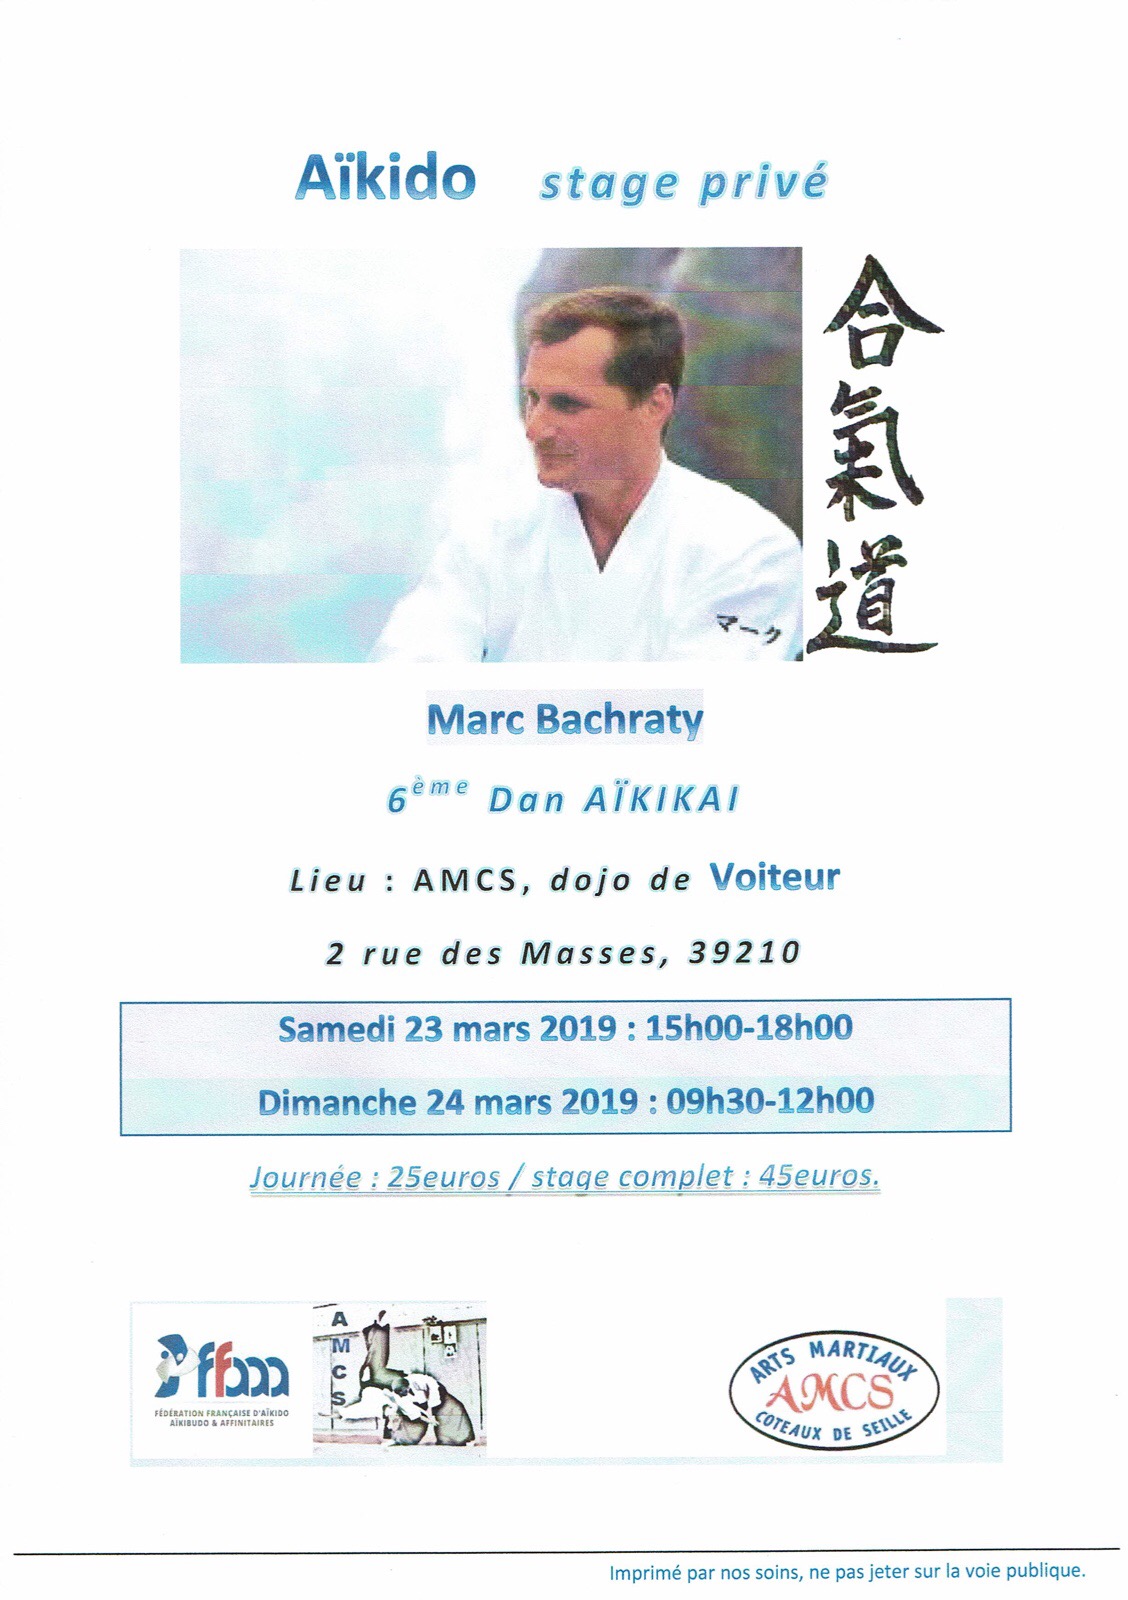 Aïkido stage privé
合氣道
マーク
Marc Bachraty
6ème Dan AÏKIKAI
Lieu : AMCS, dojo de Voiteur
2 rue des Masses, 39210
Samedi 23 mars 2019 : 15h00-18h00
Dimanche 24 mars 2019 : 09h30-12h00
Journée : 25euros / stage complet : 45euros.
ffaaa
FÉDÉRATION FRANÇAISE D'AÏKIDO
AÏKIBUDO & AFFINITAIRES
AMCS
ARTS MARTIAUX
AMCS
COTEAUX DE SEILLE
Imprimé par nos soins, ne pas jeter sur la voie publique.